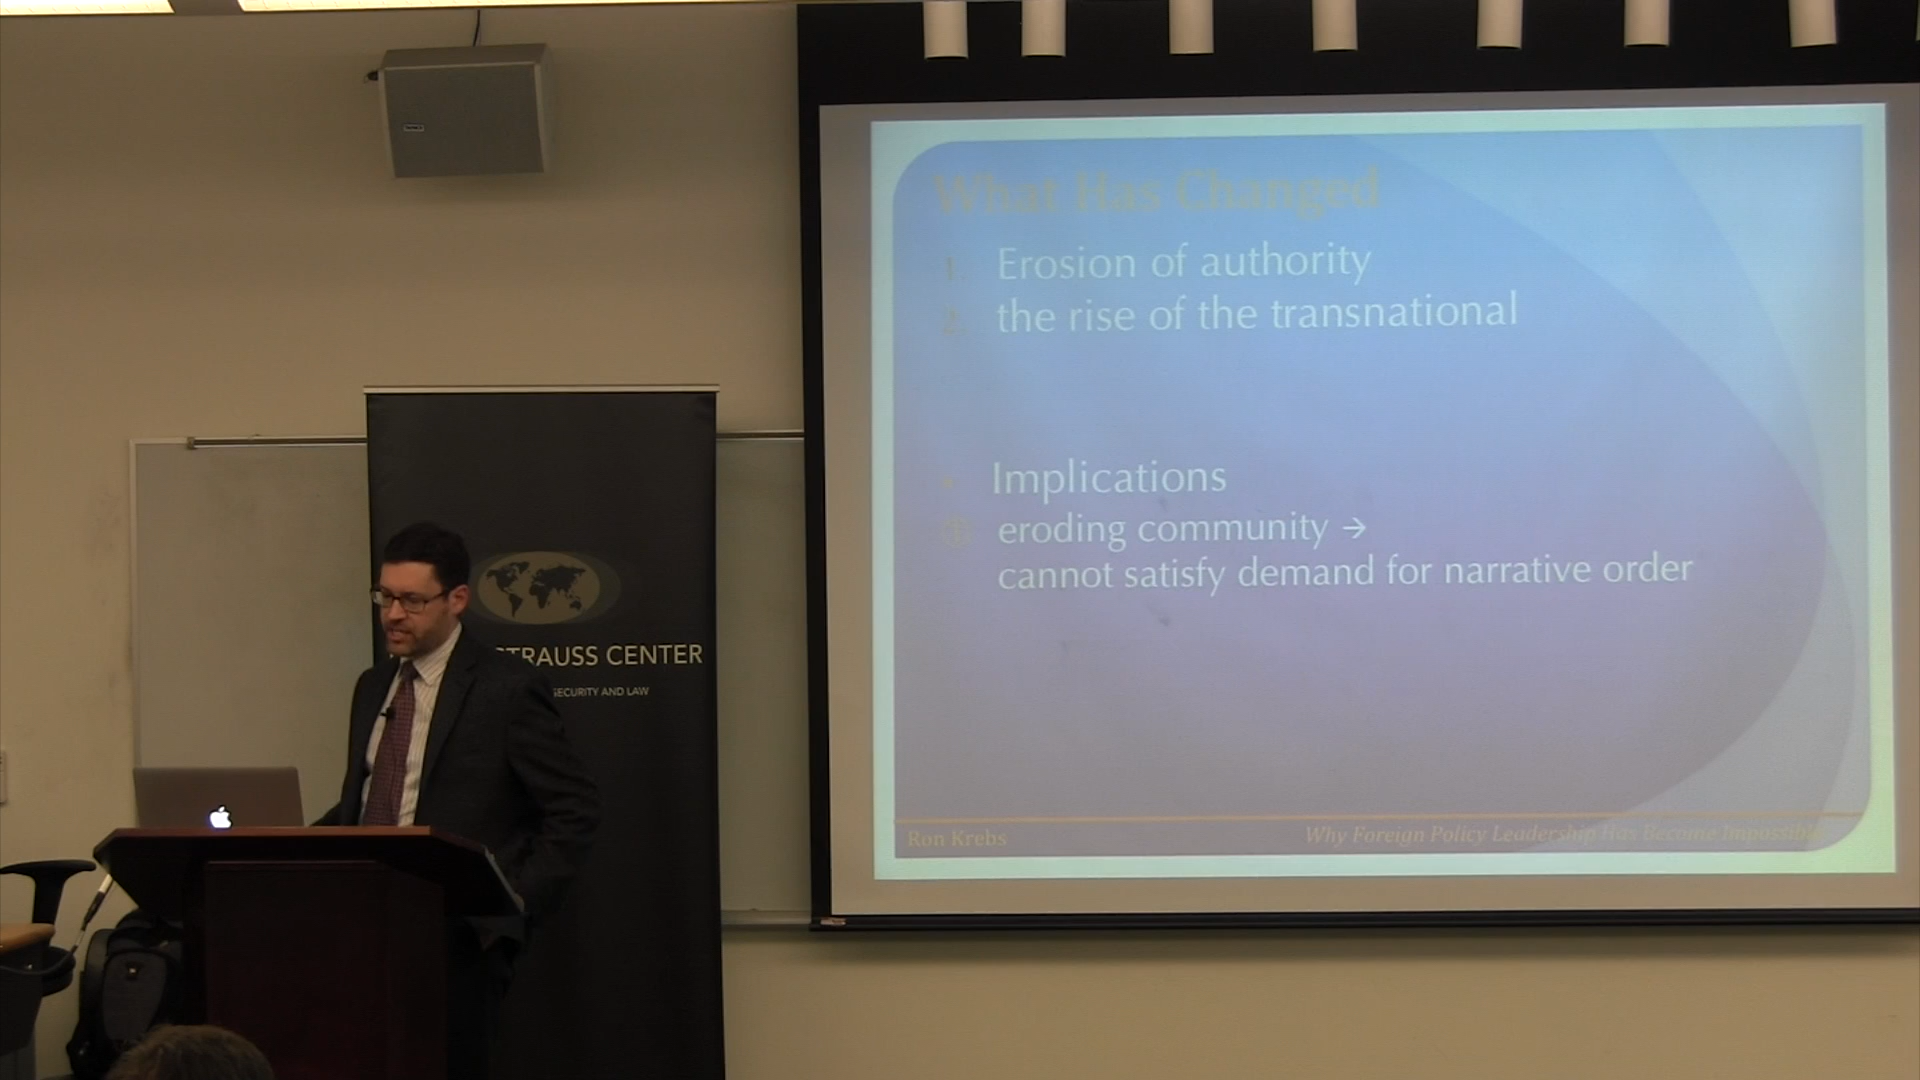 What Has Changed
1. Erosion of authority
2. the rise of the transnational
Implications
eroding community →
cannot satisfy demand for narrative order
Ron Krebs
Why Foreign Policy Leadership Has Become Impossible
STRAUSS CENTER
SECURITY AND LAW